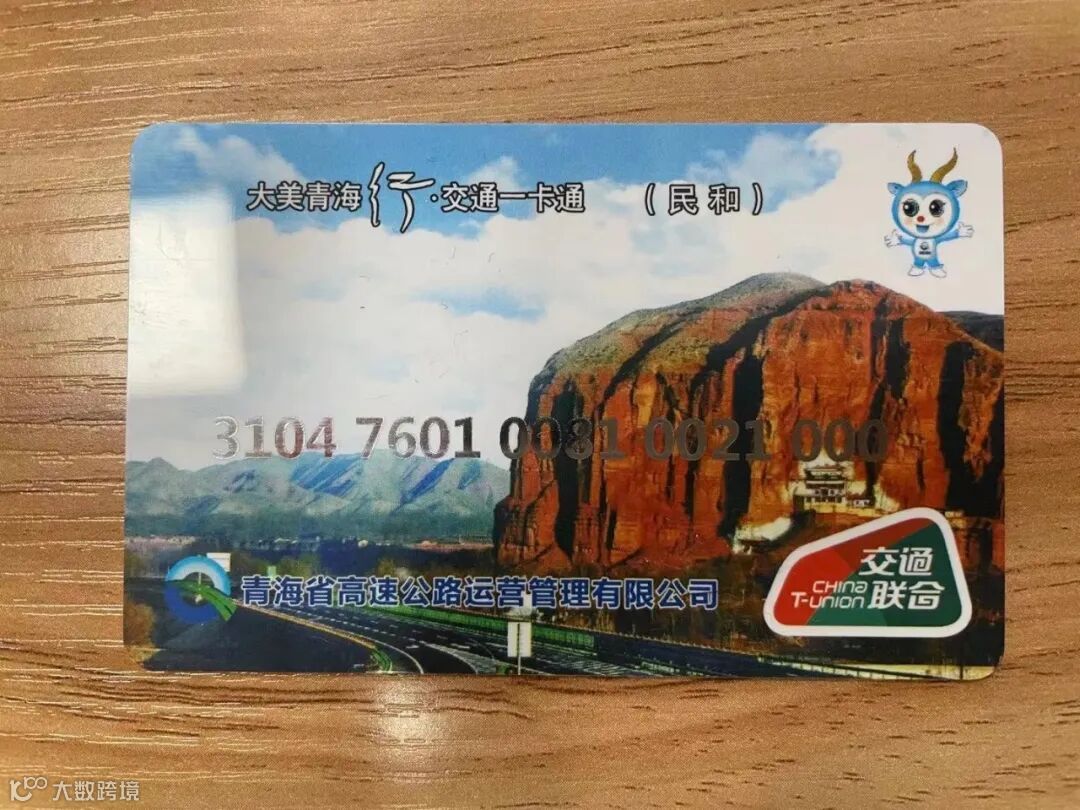 大美青海行·交通一卡通 （民和）
3104 7601 0081 0021 000
青海省高速公路运营管理有限公司
交通
联合
CHINA
T-UNION
大数跨境